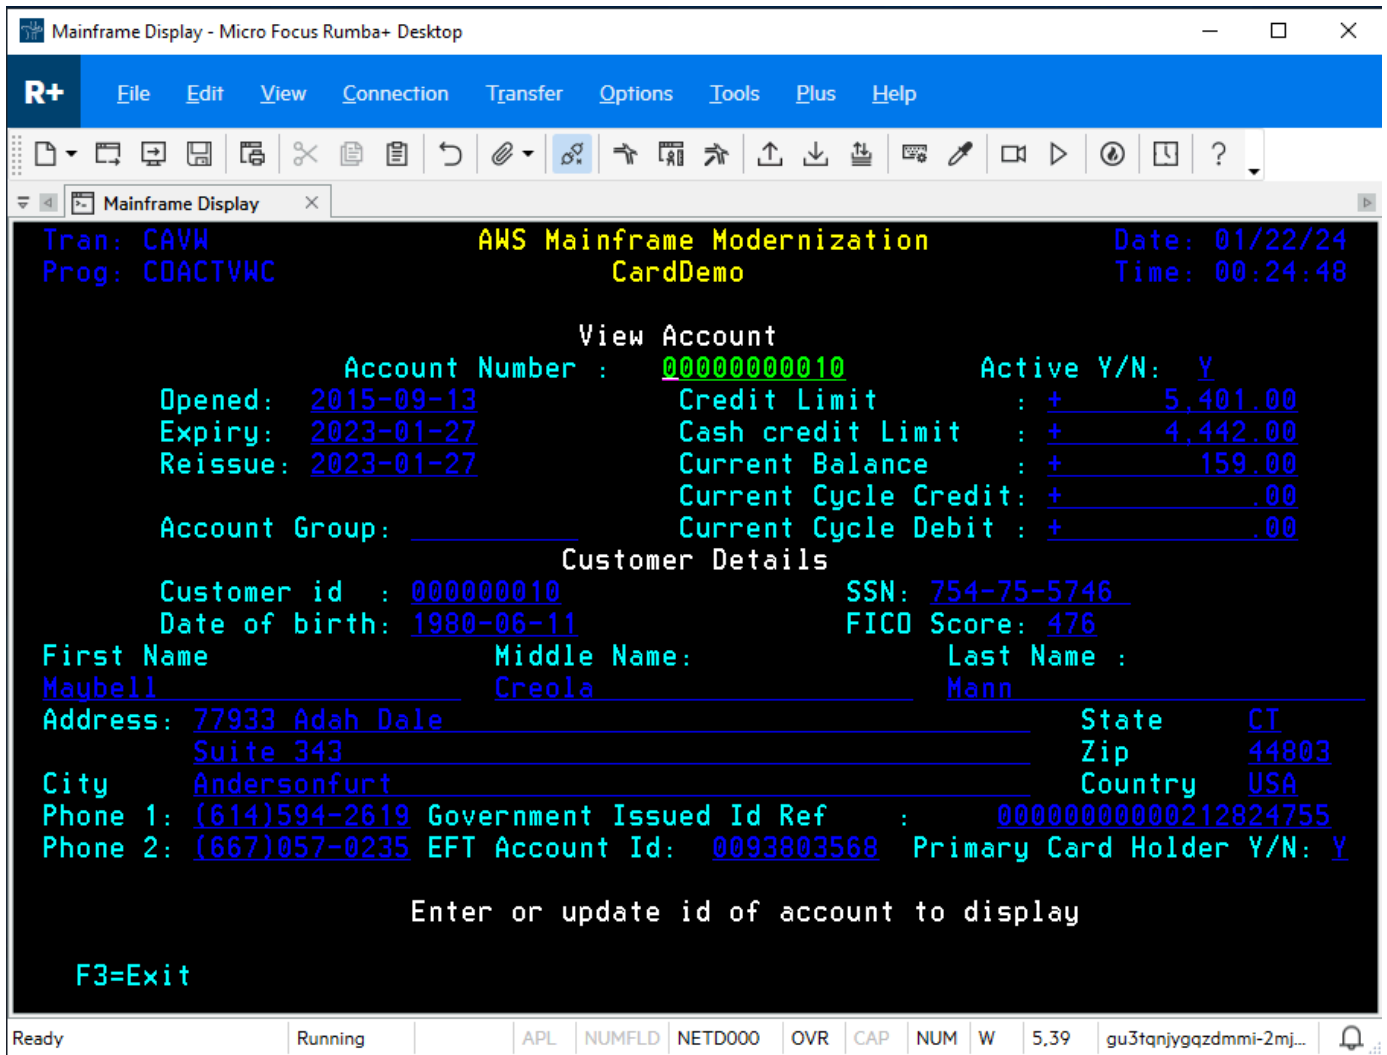 Mainframe Display - Micro Focus Rumba+ Desktop
R+ File Edit View Connection Transfer Options Tools Plus Help
Mainframe Display
Tran: CAVW AWS Mainframe Modernization Date: 01/22/24
Prog: COACTVWC CardDemo Time: 00:24:48
View Account
Account Number : 00000000010 Active Y/N: Y
Opened: 2015-09-13 Credit Limit : + 5,401.00
Expiry: 2023-01-27 Cash credit Limit : + 4,442.00
Reissue: 2023-01-27 Current Balance : + 159.00
Current Cycle Credit: + .00
Account Group: Current Cycle Debit : + .00
Customer Details
Customer id : 000000010 SSN: 754-75-5746
Date of birth: 1980-06-11 FICO Score: 476
First Name Middle Name: Last Name :
Maybell Creola Mann
Address: 77933 Adah Dale State CT
Suite 343 Zip 44803
City Andersonfurt Country USA
Phone 1: (614)594-2619 Government Issued Id Ref : 00000000000212824755
Phone 2: (667)057-0235 EFT Account Id: 0093803568 Primary Card Holder Y/N: Y
Enter or update id of account to display
F3=Exit
Ready Running APL NUMFLD NETD000 OVR CAP NUM W 5,39 gu3tqnjygqzdmmi-2mj...